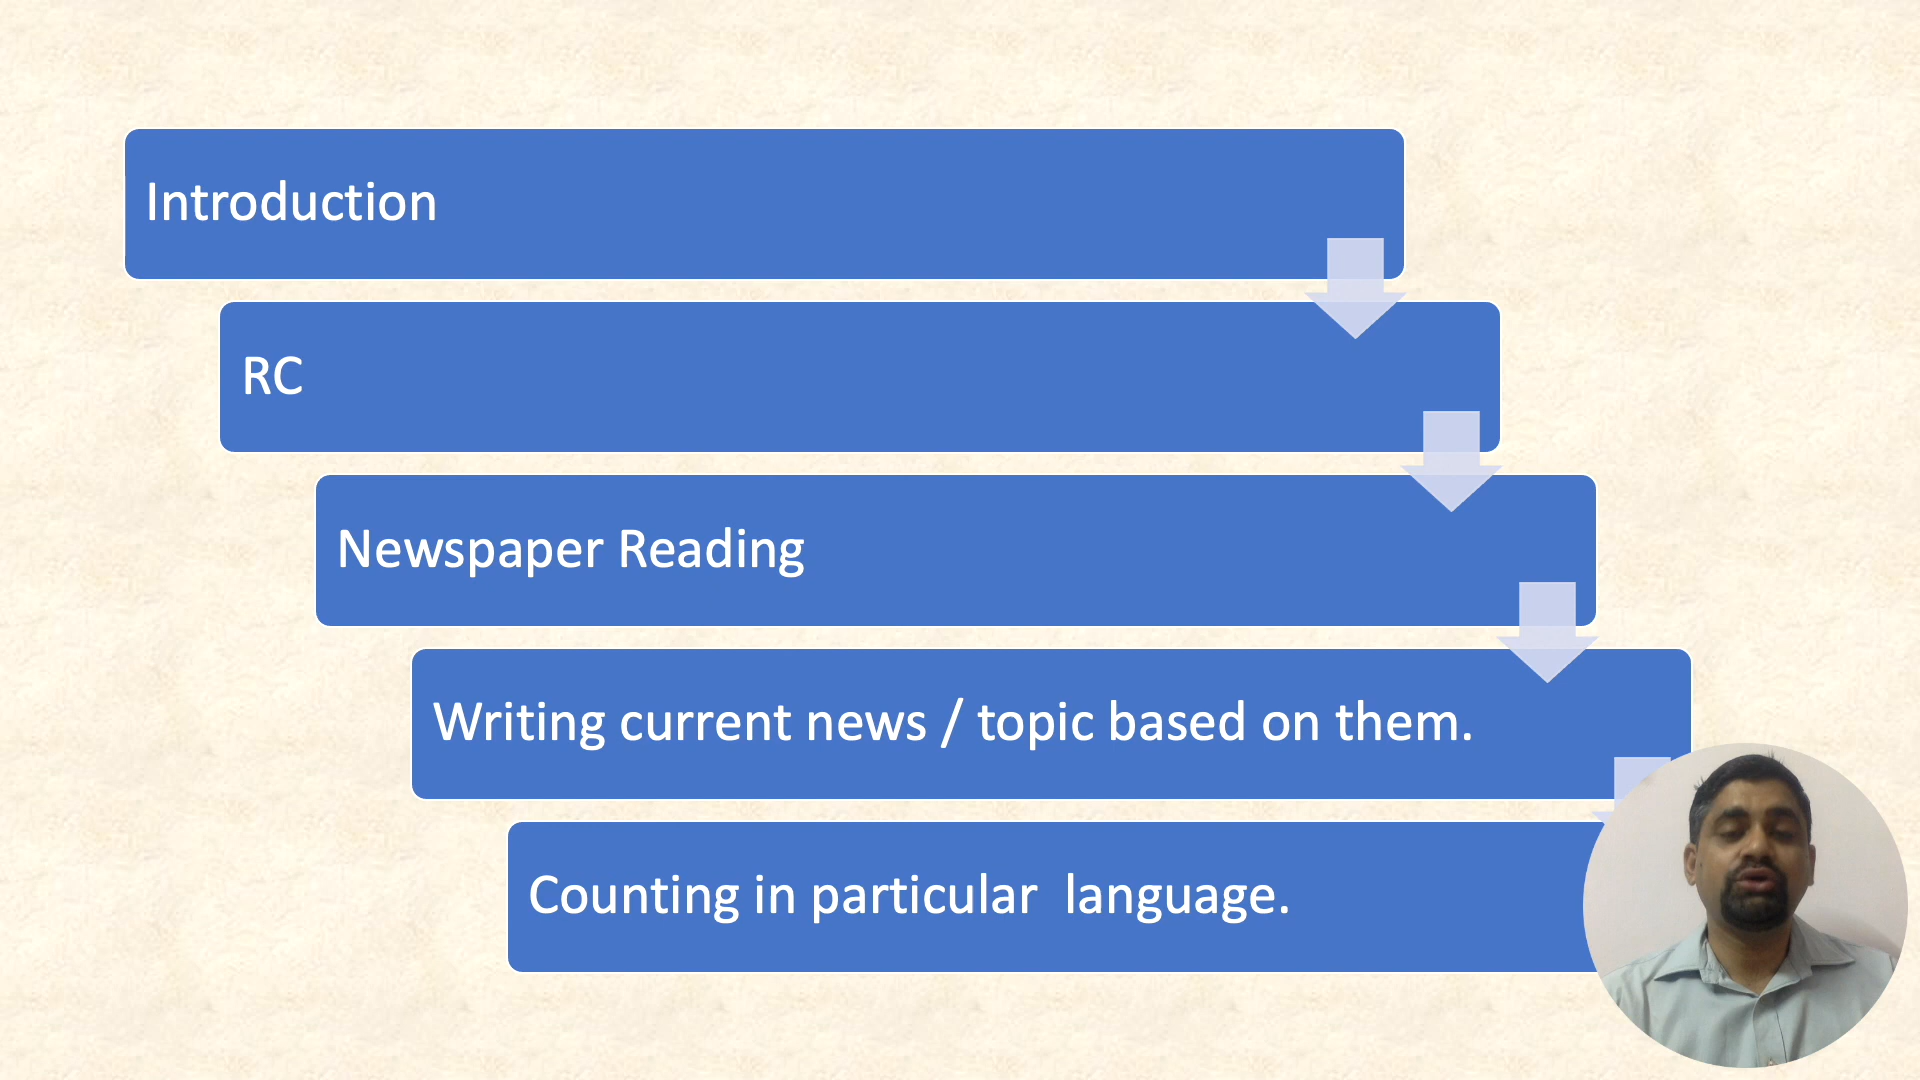 Introduction
RC
Newspaper Reading
Writing current news / topic based on them.
Counting in particular  language.